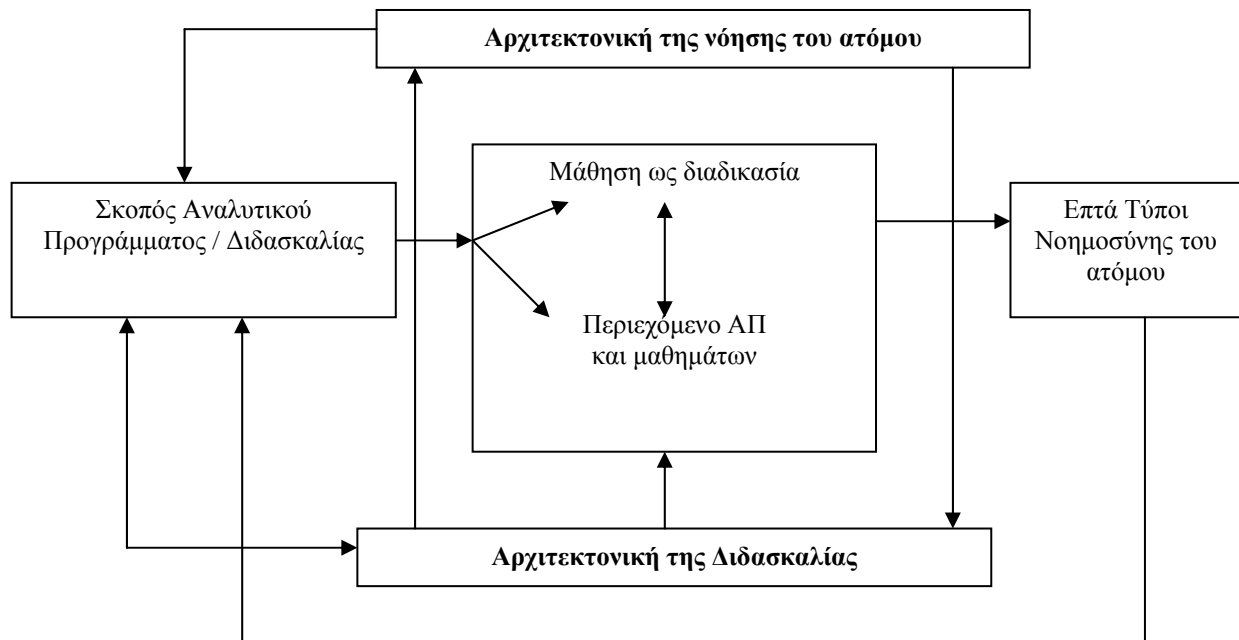 Αρχιτεκτονική της νόησης του ατόμου
Μάθηση ως διαδικασία
Σκοπός Αναλυτικού
Προγράμματος / Διδασκαλίας
Επτά Τύποι
Νοημοσύνης του
ατόμου
Περιεχόμενο ΑΠ
και μαθημάτων
Αρχιτεκτονική της Διδασκαλίας